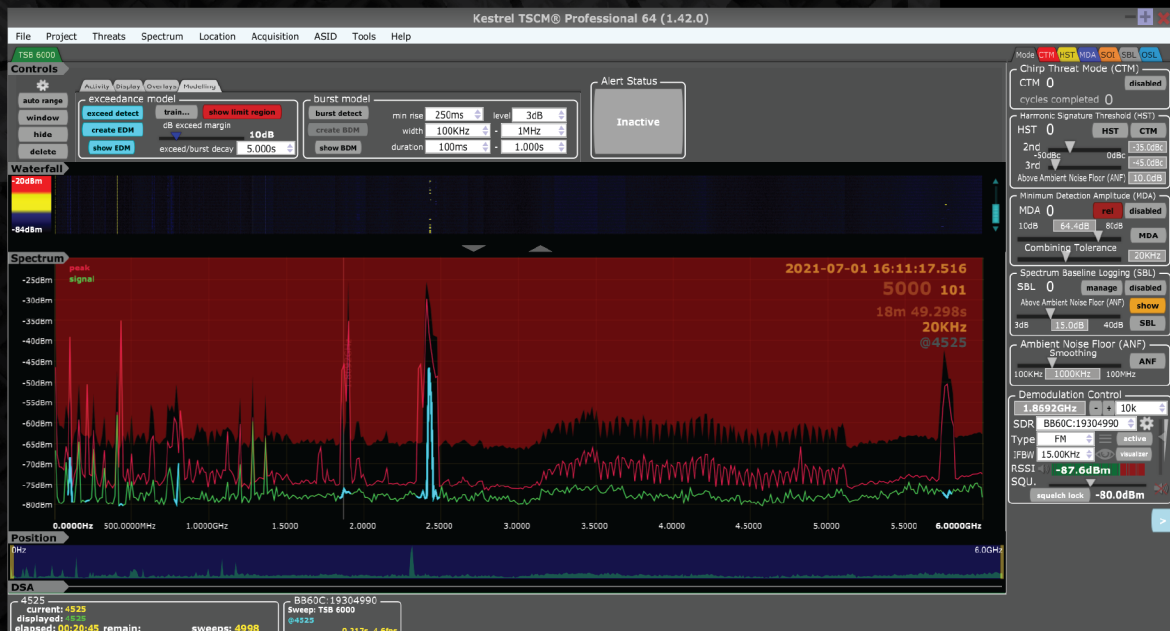 Kestrel TSCM® Professional 64 (1.42.0)
File Project Threats Spectrum Location Acquisition ASID Tools Help
TSB 6000
Mode CTM HST MDA SOI SBL OSL
Controls
auto range
window
hide
delete
Activity Display Overlays Modelling
exceedance model
exceed detect train... show limit region
create EDM dB exceed margin
10dB
show EDM exceed/burst decay 5.000s
burst model
burst detect min rise 250ms level 3dB
create BDM width 100KHz - 1MHz
show BDM duration 100ms - 1.000s
Alert Status
Inactive
Waterfall
-20dBm
-84dBm
Spectrum
peak
signal
2021-07-01 16:11:17.516
5000 101
18m 49.298s
20KHz
@4525
-25dBm
-30dBm
-35dBm
-40dBm
-45dBm
-50dBm
-55dBm
-60dBm
-65dBm
-70dBm
-75dBm
-80dBm
0.0000Hz 500.0000MHz 1.0000GHz 1.5000 2.0000 2.5000 3.0000 3.5000 4.0000 4.5000 5.0000 5.5000 6.0000GHz
Position
0Hz 6.0GHz
DSA
4525
current: 4525
displayed: 4525
elapsed: 00:20:45 remain: sweeps: 4998
BB60C:19304990
Sweep: TSB 6000
@4525
Chirp Threat Mode (CTM)
CTM 0 disabled
cycles completed 0
Harmonic Signature Threshold (HST)
HST 0 HST CTM
2nd -35.0dBc
-50dBc 0dBc
3rd -45.0dBc
Above Ambient Noise Floor (ANF) 10.0dB
Minimum Detection Amplitude (MDA)
MDA 0 rel disabled
10dB 64.4dB 80dB
MDA
Combining Tolerance
20KHz
Spectrum Baseline Logging (SBL)
SBL 0 manage disabled
Above Ambient Noise Floor (ANF) show
3dB 15.0dB 40dB SBL
Ambient Noise Floor (ANF)
Smoothing
ANF
100KHz 1000KHz 100MHz
Demodulation Control
1.8692GHz - + 10k
SDR BB60C:19304990
Type FM active
IFBW 15.00KHz visualizer
RSSI -87.6dBm
SQU.
squelch lock -80.0dBm
>